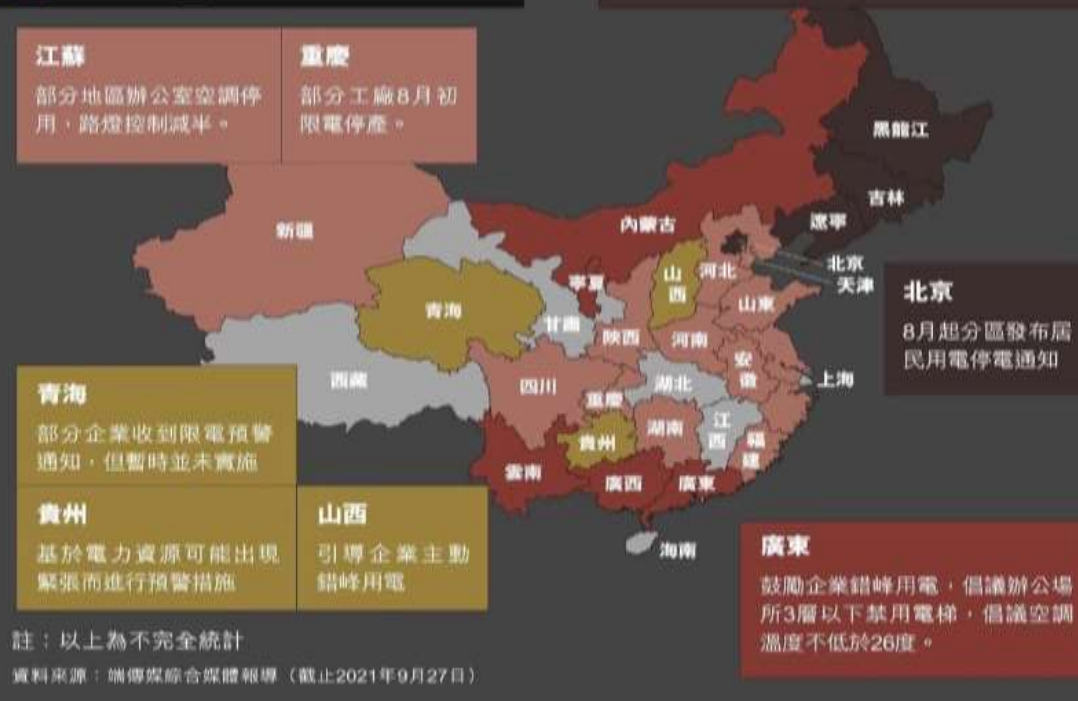 江蘇
部分地區辦公室空調停
用，路燈控制減半。
重慶
部分工廠8月初
限電停產。
黑龍江
吉林
遼寧
內蒙古
新疆
北京
天津
山西
河北
寧夏
山東
青海
甘肅
陝西
河南
北京
8月起分區發布居
民用電停電通知
西藏
四川
湖北
安徽
上海
重慶
青海
部分企業收到限電預警
通知，但暫時並未實施
湖南
江西
福建
貴州
雲南
廣西
廣東
海南
貴州
基於電力資源可能出現
緊張而進行預警措施
山西
引導企業主動
錯峰用電
廣東
鼓勵企業錯峰用電，倡議辦公場
所3層以下禁用電梯，倡議空調
溫度不低於26度。
註：以上為不完全統計
資料來源：端傳媒綜合媒體報導（截止2021年9月27日）